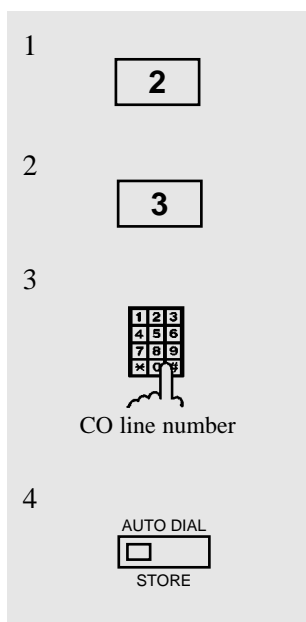 1
2
2
3
3
1 2 3
4 5 6
7 8 9
* 0 #
CO line number
4
AUTO DIAL
STORE